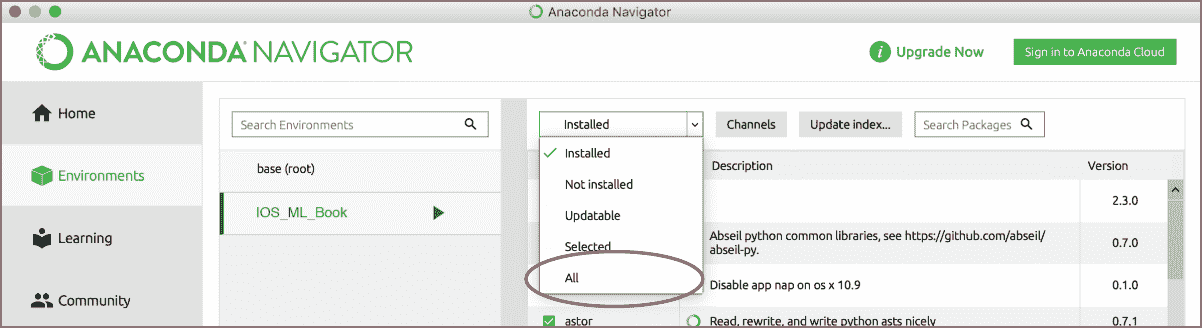 Anaconda Navigator
ANACONDA NAVIGATOR
Upgrade Now
Sign in to Anaconda Cloud
Home
Environments
Learning
Community
Search Environments
base (root)
IOS_ML_Book
Installed
Channels
Update index...
Search Packages
Installed
Not installed
Updatable
Selected
All
Description
Version
2.3.0
Abseil python common libraries, see https://github.com/abseil/
abseil-py.
0.7.0
Disable app nap on os x 10.9
0.1.0
astor
Read, rewrite, and write python asts nicely
0.7.1